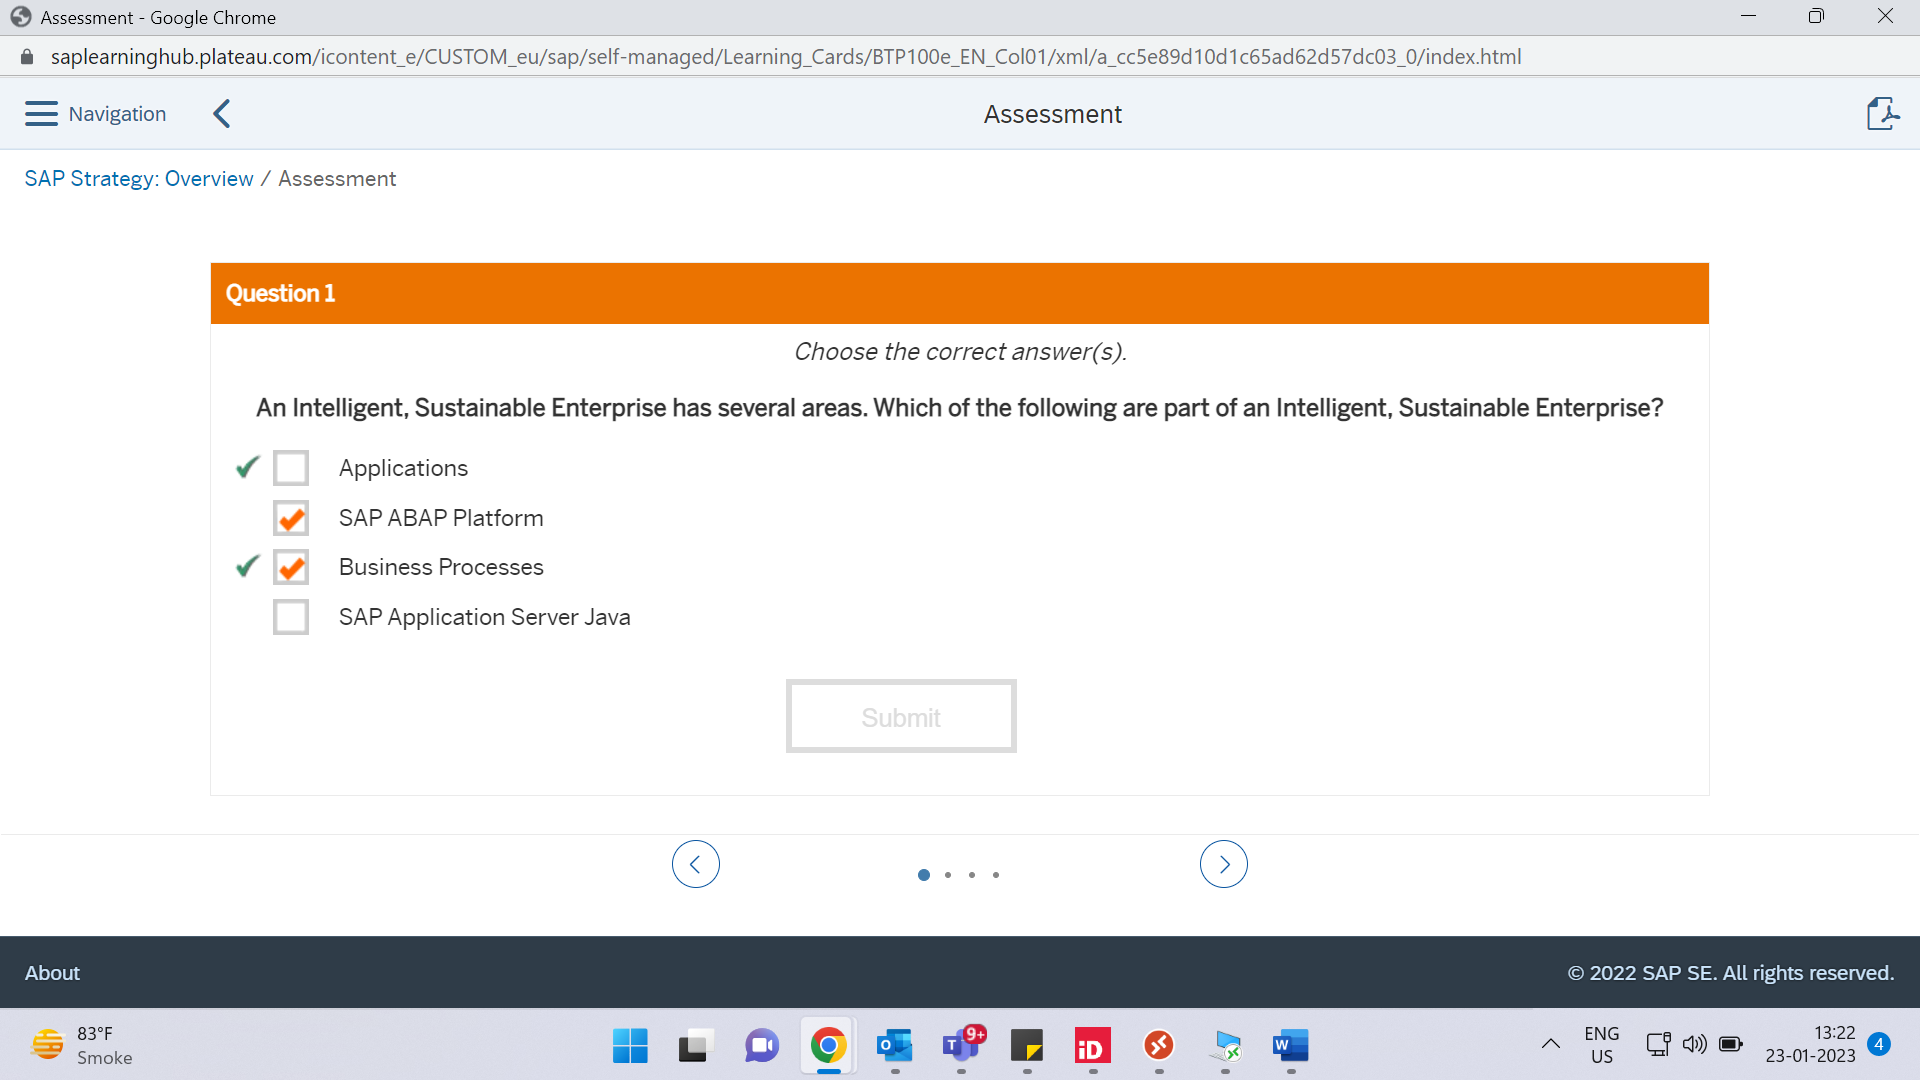 Assessment - Google Chrome
saplearninghub.plateau.com/icontent_e/CUSTOM_eu/sap/self-managed/Learning_Cards/BTP100e_EN_Col01/xml/a_cc5e89d10d1c65ad62d57dc03_0/index.html
Navigation
Assessment
SAP Strategy: Overview / Assessment
Question 1
Choose the correct answer(s).
An Intelligent, Sustainable Enterprise has several areas. Which of the following are part of an Intelligent, Sustainable Enterprise?
Applications
SAP ABAP Platform
Business Processes
SAP Application Server Java
Submit
About
© 2022 SAP SE. All rights reserved.
83°F
Smoke
O
T
9+
iD
W
ENG
US
13:22
23-01-2023
4